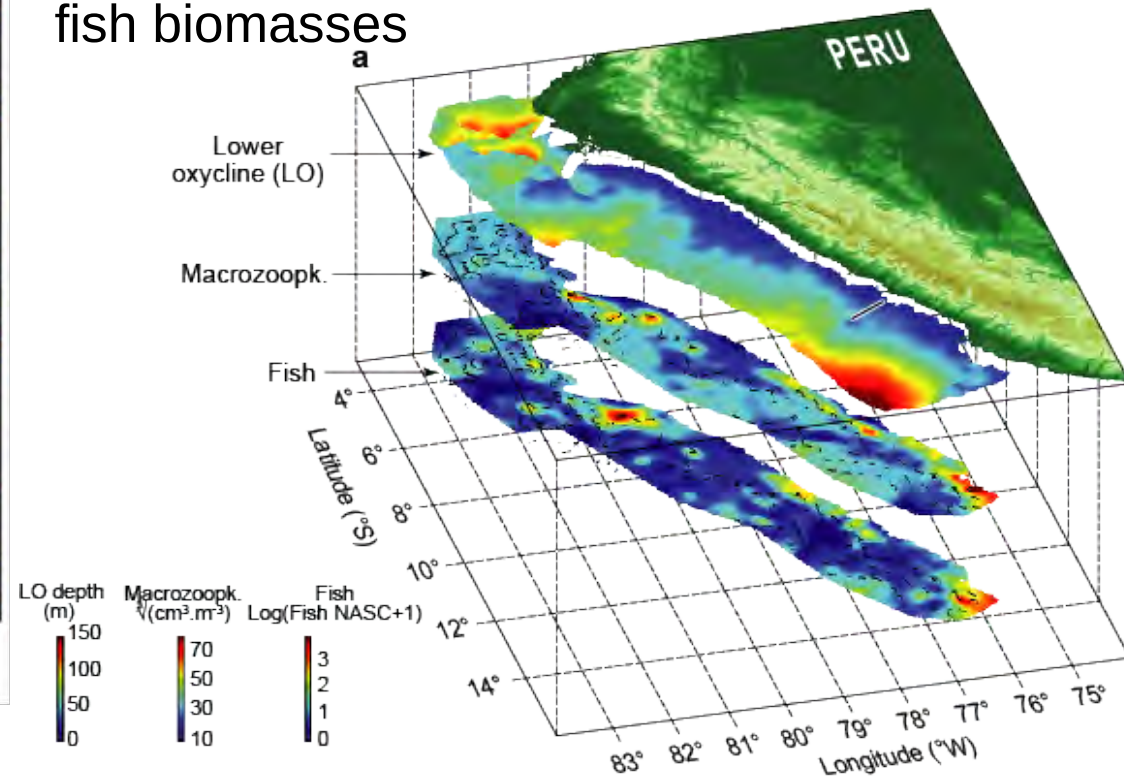 fish biomasses
a
PERU
Lower
oxycline (LO)
Macrozoopk.
Fish
4°
6°
8°
10°
12°
14°
Latitude (°S)
83°
82°
81°
80°
79°
78°
77°
76°
75°
Longitude (°W)
LO depth
(m)
150
100
50
0
Macrozoopk.
∛(cm³.m⁻³)
70
50
30
10
Fish
Log(Fish NASC+1)
3
2
1
0